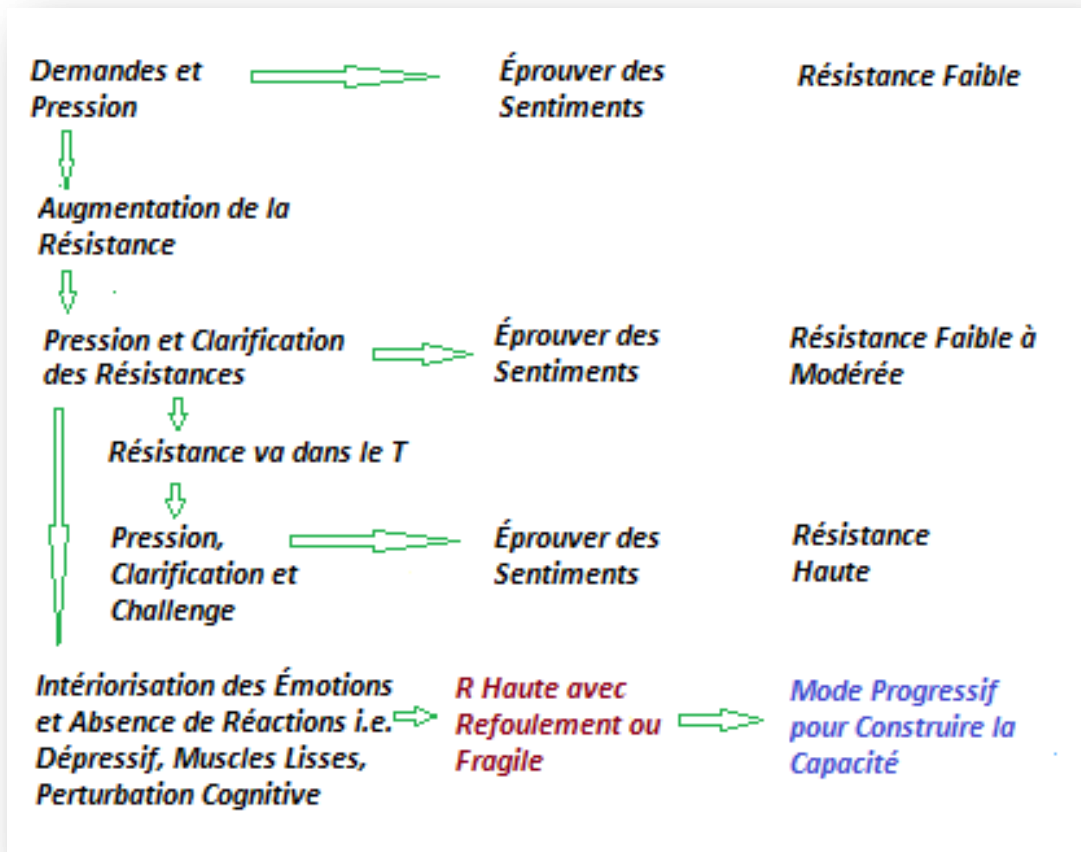 Demandes et
Pression
Éprouver des
Sentiments
Résistance Faible
Augmentation de la
Résistance
Pression et Clarification
des Résistances
Éprouver des
Sentiments
Résistance Faible à
Modérée
Résistance va dans le T
Pression,
Clarification et
Challenge
Éprouver des
Sentiments
Résistance
Haute
Intériorisation des Émotions
et Absence de Réactions i.e.
Dépressif, Muscles Lisses,
Perturbation Cognitive
R Haute avec
Refoulement ou
Fragile
Mode Progressif
pour Construire la
Capacité